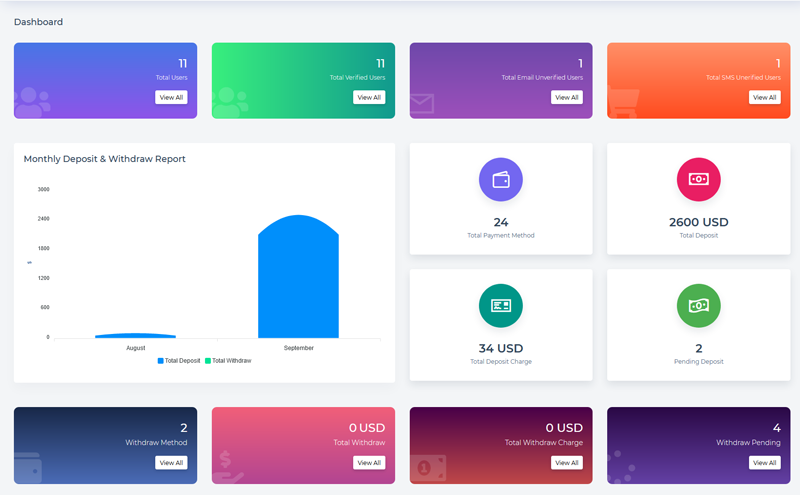 Dashboard
11
Total Users
View All
11
Total Verified Users
View All
1
Total Email Unverified Users
View All
1
Total SMS Unerified Users
View All
Monthly Deposit & Withdraw Report
3000
2400
1800
1200
600
0
$
August
September
Total Deposit Total Withdraw
24
Total Payment Method
2600 USD
Total Deposit
34 USD
Total Deposit Charge
2
Pending Deposit
2
Withdraw Method
View All
0 USD
Total Withdraw
View All
0 USD
Total Withdraw Charge
View All
4
Withdraw Pending
View All